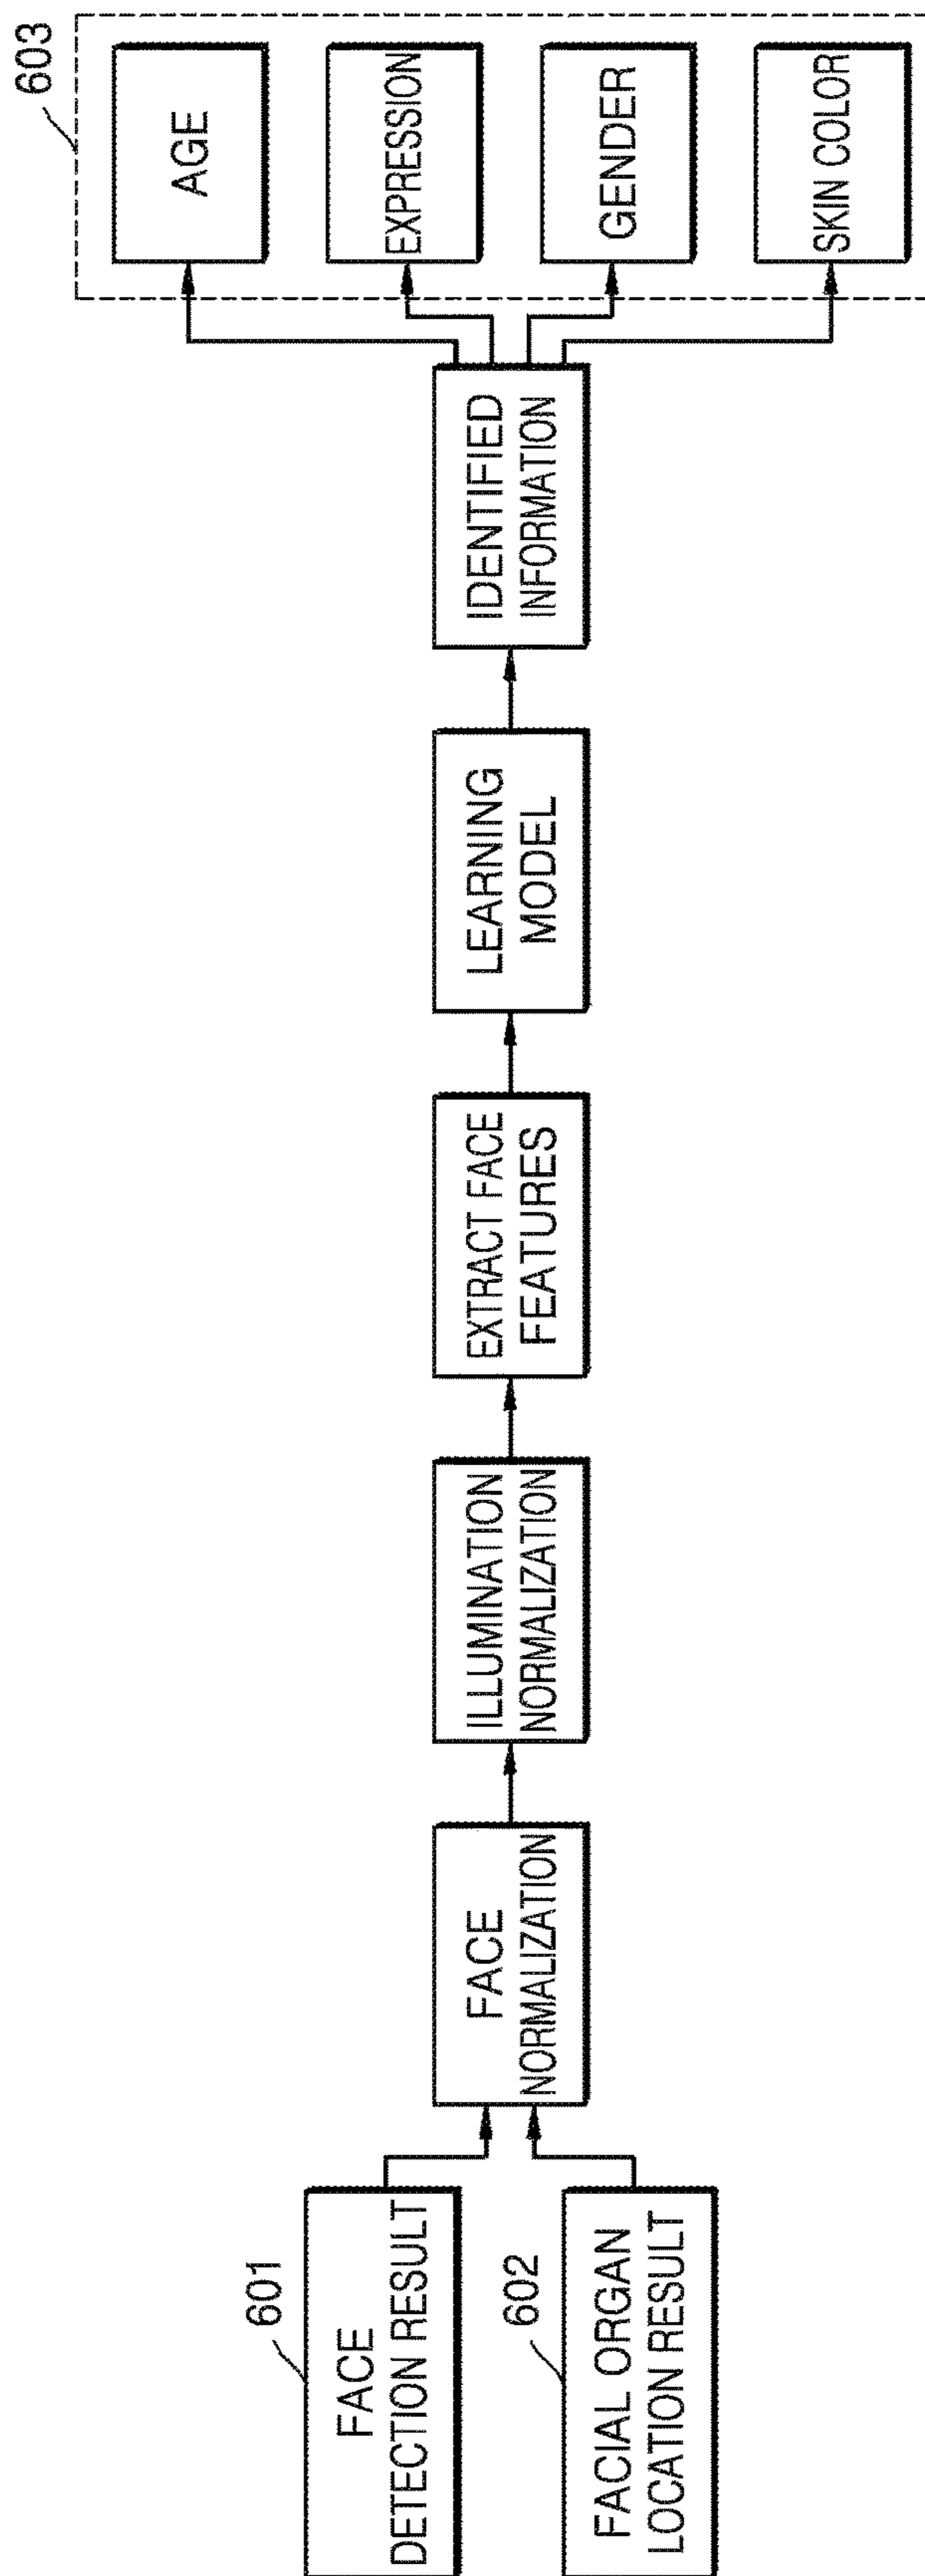 601
FACE
DETECTION RESULT
602
FACIAL ORGAN
LOCATION RESULT
FACE
NORMALIZATION
ILLUMINATION
NORMALIZATION
EXTRACT FACE
FEATURES
LEARNING
MODEL
IDENTIFIED
INFORMATION
603
AGE
EXPRESSION
GENDER
SKIN COLOR